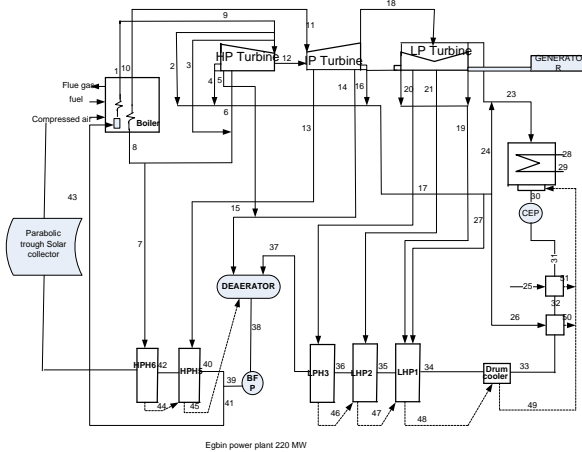 9
18
11
10
1
2
3
HP Turbine
12
IP Turbine
LP Turbine
GENERATO
R
Flue gas
fuel
Compressed air
Boiler
4
5
6
14
16
20
21
23
8
13
19
24
28
29
30
CEP
43
7
15
17
27
Parabolic
trough Solar
collector
37
31
DEAERATOR
25
51
32
38
26
50
HPH6
42
HPH5
40
39
41
BF
P
LPH3
36
LHP2
35
LHP1
34
Drum
cooler
33
44
45
46
47
48
49
Egbin power plant 220 MW